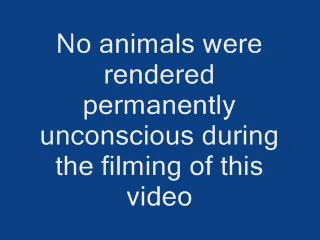 No animals were
rendered
permanently
unconscious during
the filming of this
video